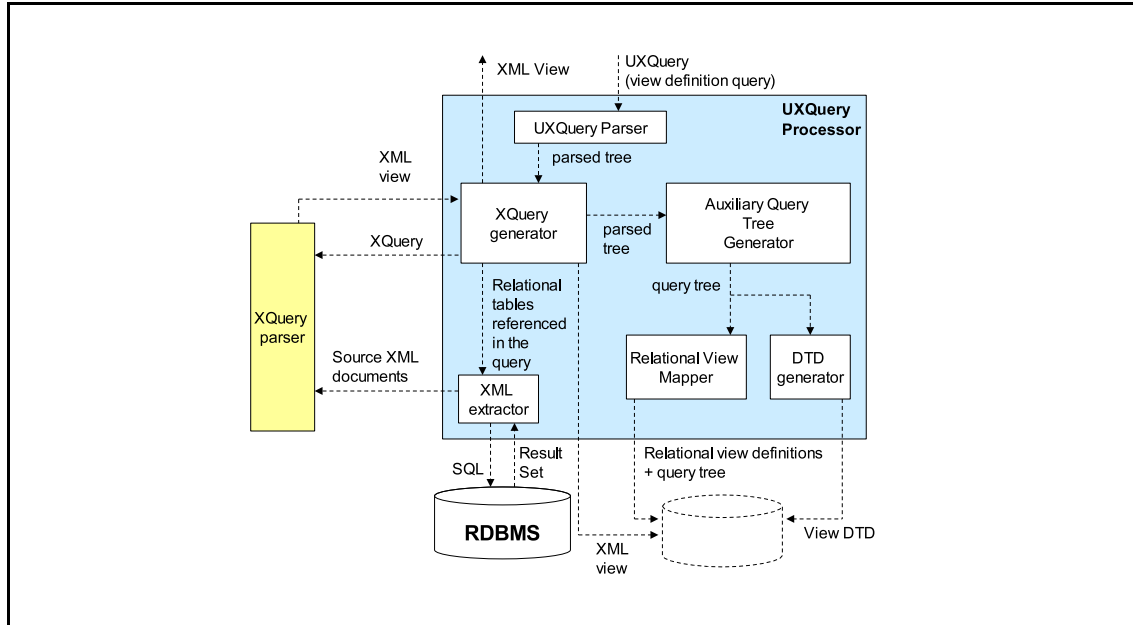 UXQuery
(view definition query)
XML View
UXQuery
Processor
UXQuery Parser
parsed tree
XML
view
XQuery
generator
parsed
tree
Auxiliary Query
Tree
Generator
XQuery
query tree
Relational
tables
referenced
in the
query
XQuery
parser
Relational View
Mapper
DTD
generator
Source XML
documents
XML
extractor
SQL
Result
Set
Relational view definitions
+ query tree
RDBMS
View DTD
XML
view